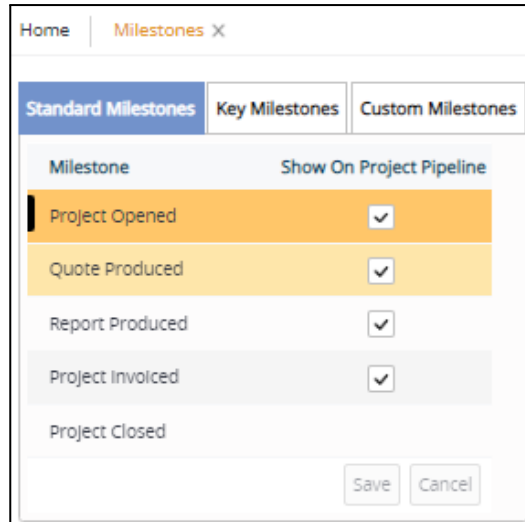 Home Milestones ×
Standard Milestones Key Milestones Custom Milestones
Milestone Show On Project Pipeline
Project Opened
Quote Produced
Report Produced
Project Invoiced
Project Closed
Save Cancel